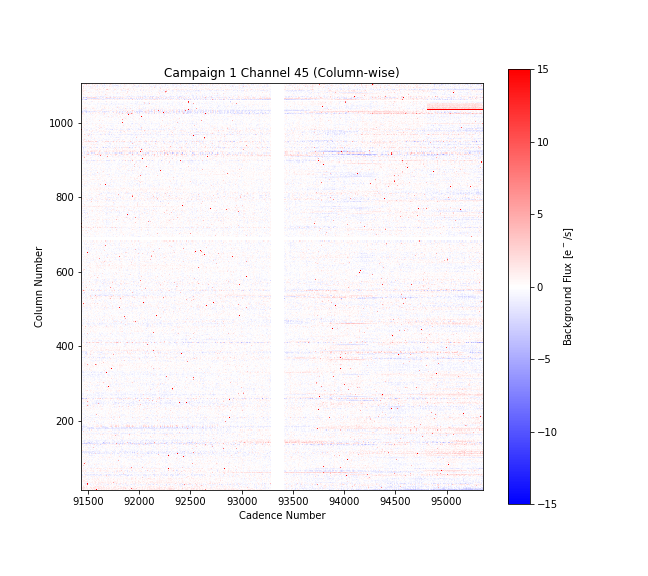 Campaign 1 Channel 45 (Column-wise)
1000
800
600
400
200
Column Number
91500 92000 92500 93000 93500 94000 94500 95000
Cadence Number
15
10
5
0
−5
−10
−15
Background Flux [e⁻/s]